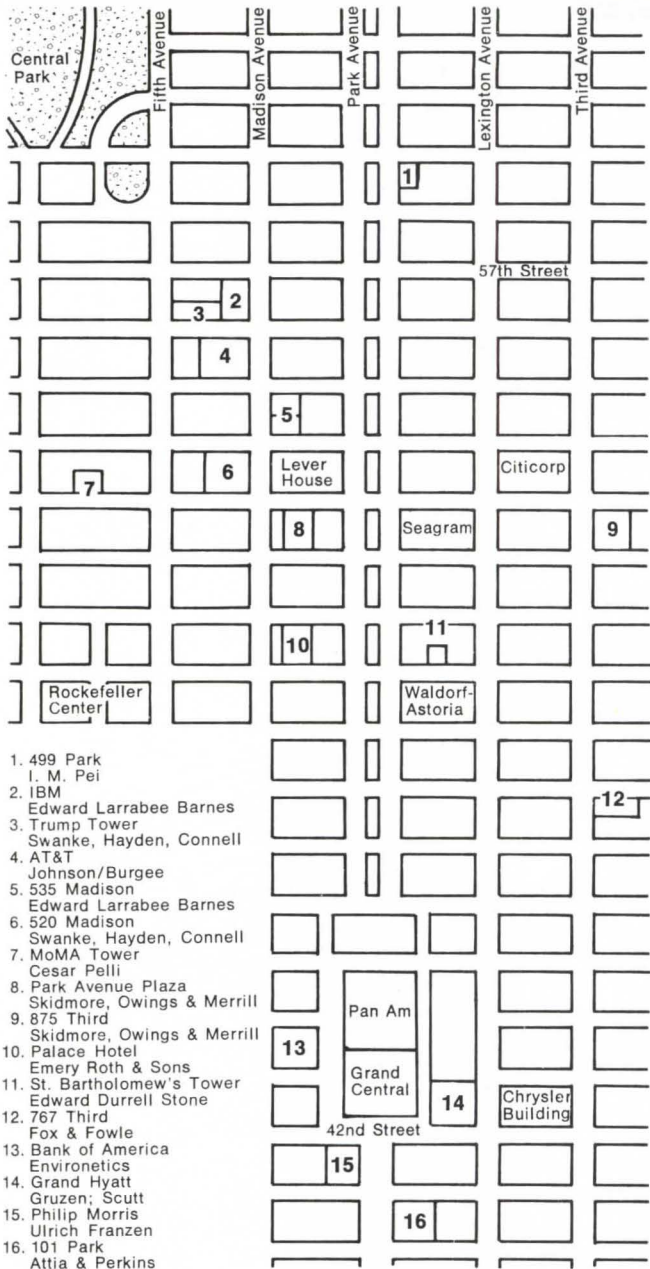 Central
Park
Fifth Avenue
Madison Avenue
Park Avenue
Lexington Avenue
Third Avenue
1
57th Street
2
3
4
5
6
Lever
House
Citicorp
7
8
Seagram
9
10
11
Rockefeller
Center
Waldorf-
Astoria
12
Pan Am
13
Grand
Central
14
Chrysler
Building
42nd Street
15
16
1. 499 Park
I. M. Pei
2. IBM
Edward Larrabee Barnes
3. Trump Tower
Swanke, Hayden, Connell
4. AT&T
Johnson/Burgee
5. 535 Madison
Edward Larrabee Barnes
6. 520 Madison
Swanke, Hayden, Connell
7. MoMA Tower
Cesar Pelli
8. Park Avenue Plaza
Skidmore, Owings & Merrill
9. 875 Third
Skidmore, Owings & Merrill
10. Palace Hotel
Emery Roth & Sons
11. St. Bartholomew's Tower
Edward Durrell Stone
12. 767 Third
Fox & Fowle
13. Bank of America
Environetics
14. Grand Hyatt
Gruzen; Scutt
15. Philip Morris
Ulrich Franzen
16. 101 Park
Attia & Perkins